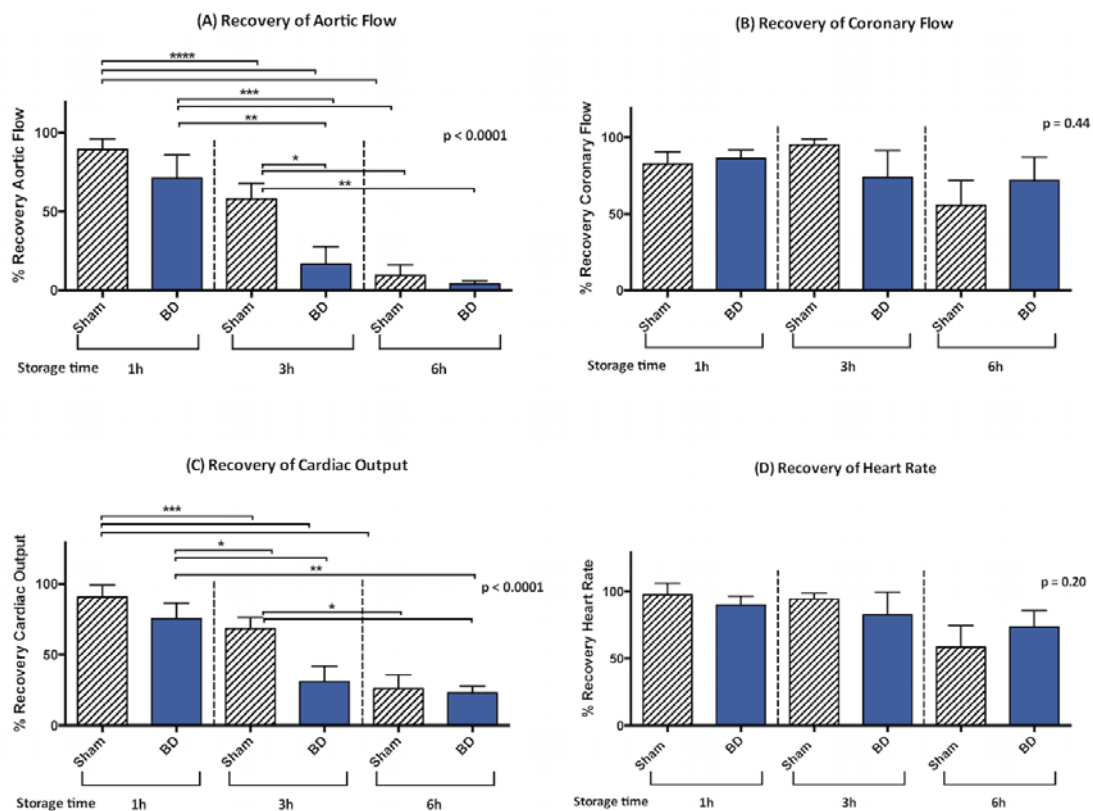 (A) Recovery of Aortic Flow
% Recovery Aortic Flow
100
50
0
****
***
**
*
**
p < 0.0001
Sham
BD
Sham
BD
Sham
BD
Storage time 1h 3h 6h
(B) Recovery of Coronary Flow
% Recovery Coronary Flow
100
50
0
p = 0.44
Sham
BD
Sham
BD
Sham
BD
Storage time 1h 3h 6h
(C) Recovery of Cardiac Output
% Recovery Cardiac Output
100
50
0
***
*
**
*
p < 0.0001
Sham
BD
Sham
BD
Sham
BD
Storage time 1h 3h 6h
(D) Recovery of Heart Rate
% Recovery Heart Rate
100
50
0
p = 0.20
Sham
BD
Sham
BD
Sham
BD
Storage time 1h 3h 6h